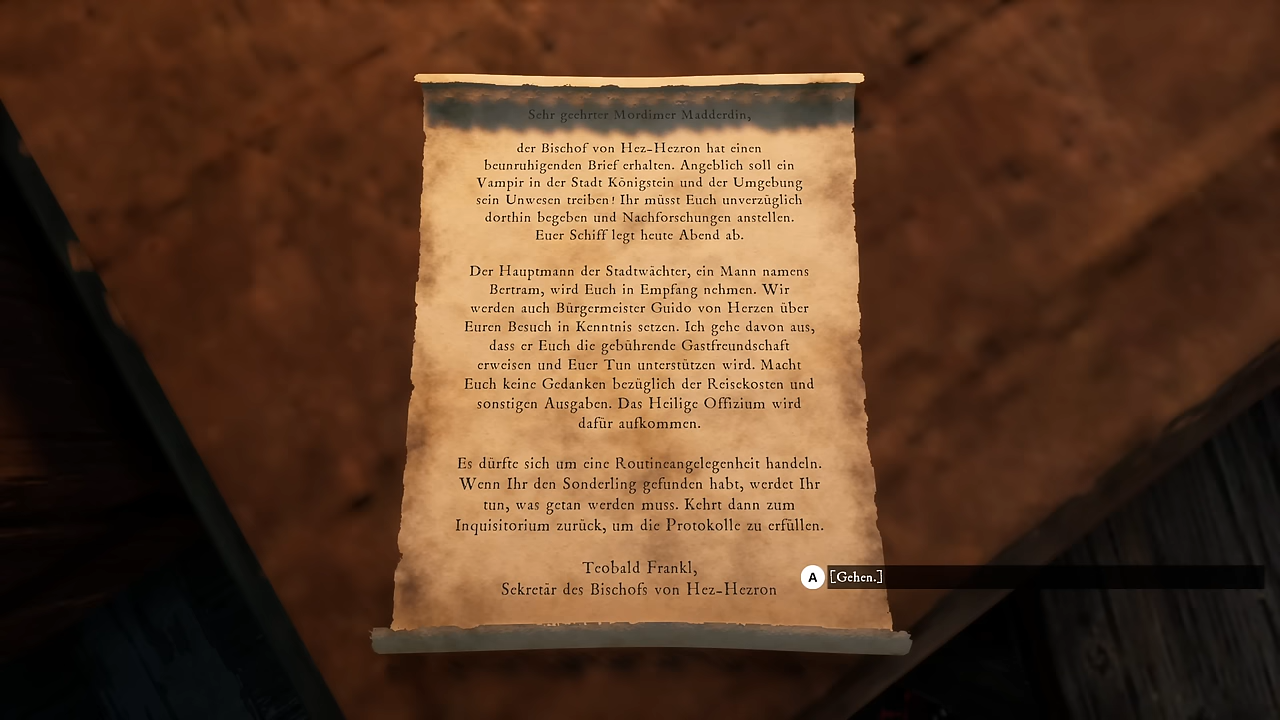 Sehr geehrter Mordimer Madderdin,
der Bischof von Hez-Hezron hat einen
beunruhigenden Brief erhalten. Angeblich soll ein
Vampir in der Stadt Königstein und der Umgebung
sein Unwesen treiben! Ihr müsst Euch unverzüglich
dorthin begeben und Nachforschungen anstellen.
Euer Schiff legt heute Abend ab.
Der Hauptmann der Stadtwächter, ein Mann namens
Bertram, wird Euch in Empfang nehmen. Wir
werden auch Bürgermeister Guido von Herzen über
Euren Besuch in Kenntnis setzen. Ich gehe davon aus,
dass er Euch die gebührende Gastfreundschaft
erweisen und Euer Tun unterstützen wird. Macht
Euch keine Gedanken bezüglich der Reisekosten und
sonstigen Ausgaben. Das Heilige Offizium wird
dafür aufkommen.
Es dürfte sich um eine Routineangelegenheit handeln.
Wenn Ihr den Sonderling gefunden habt, werdet Ihr
tun, was getan werden muss. Kehrt dann zum
Inquisitorium zurück, um die Protokolle zu erfüllen.
Teobald Frankl,
Sekretär des Bischofs von Hez-Hezron
A [Gehen.]